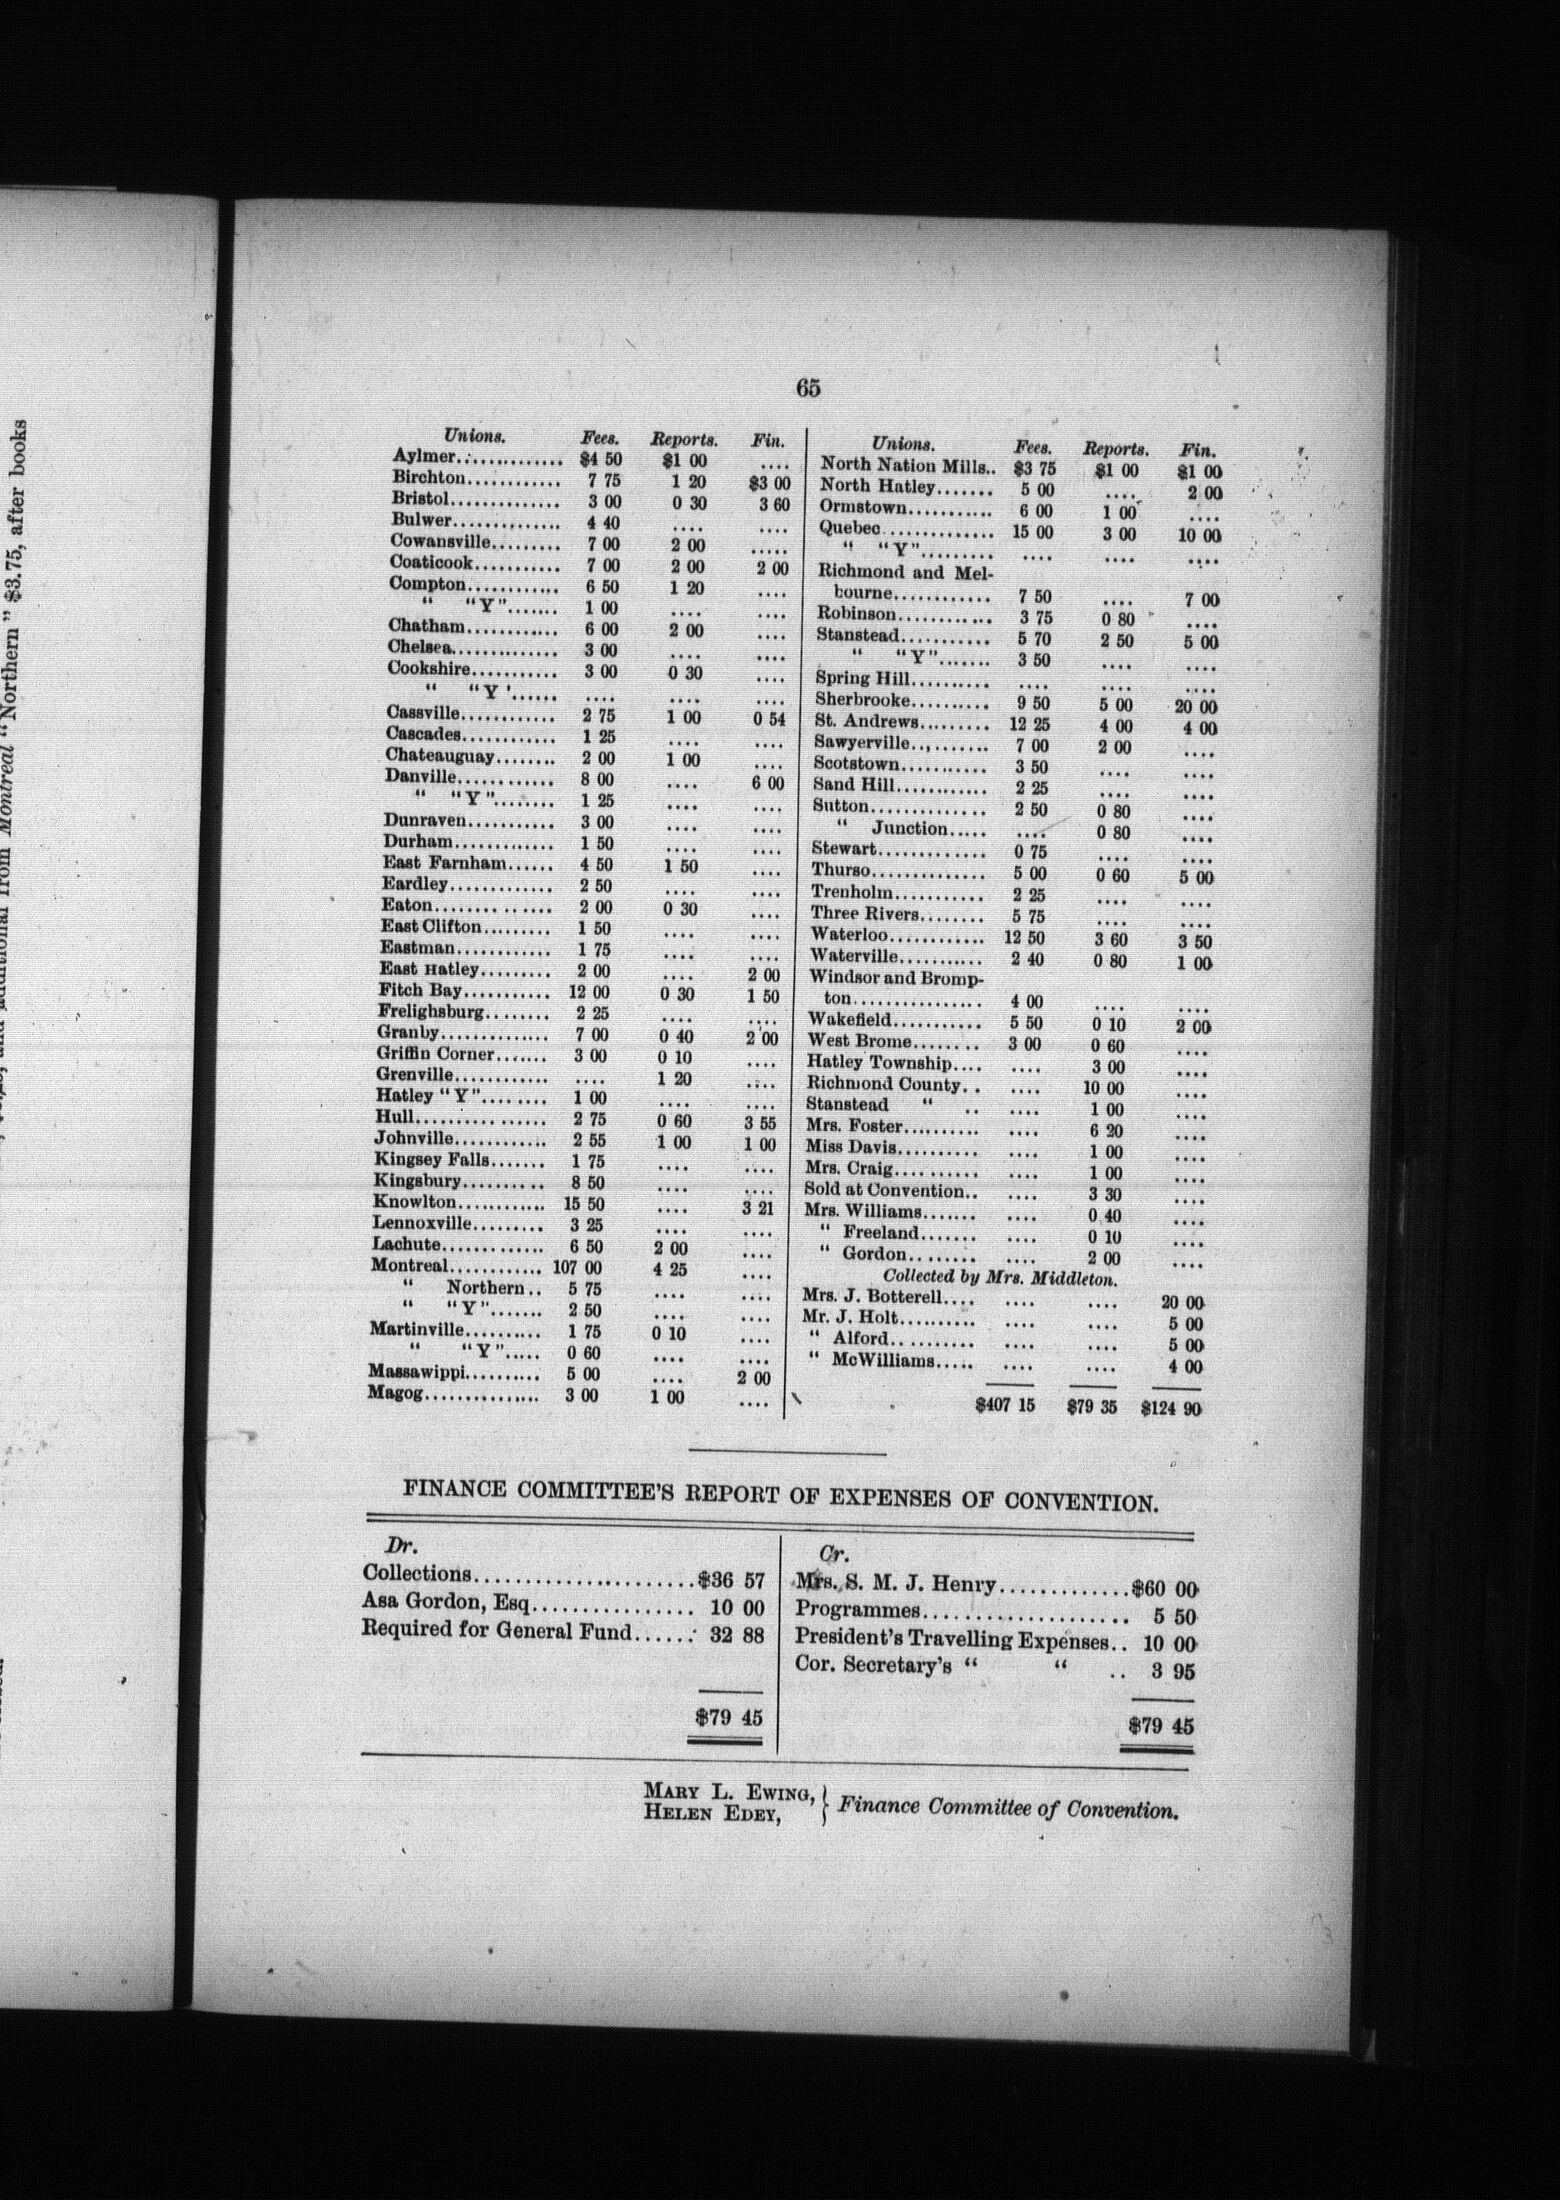 65
Unions. Fees. Reports. Fin.
Aylmer............. $4 50 $1 00 ....
Birchton............ 7 75 1 20 $3 00
Bristol.............. 3 00 0 30 3 60
Bulwer.............. 4 40 .... ....
Cowansville......... 7 00 2 00 .....
Coaticook........... 7 00 2 00 2 00
Compton............ 6 50 1 20 ....
“ “Y”....... 1 00 .... ....
Chatham............ 6 00 2 00 ....
Chelsea.............. 3 00 .... ....
Cookshire........... 3 00 0 30 ....
“ “Y '...... .... .... ....
Cassville............ 2 75 1 00 0 54
Cascades............ 1 25 .... ....
Chateauguay........ 2 00 1 00 ....
Danville............ 8 00 .... 6 00
“ “Y”........ 1 25 .... ....
Dunraven........... 3 00 .... ....
Durham............. 1 50 .... ....
East Farnham...... 4 50 1 50 ....
Eardley............. 2 50 .... ....
Eaton............... 2 00 0 30 ....
East Clifton......... 1 50 .... ....
Eastman............ 1 75 .... ....
East Hatley......... 2 00 .... 2 00
Fitch Bay........... 12 00 0 30 1 50
Frelighsburg........ 2 25 .... ....
Granby.............. 7 00 0 40 2 00
Griffin Corner....... 3 00 0 10 ....
Grenville............ .... 1 20 ....
Hatley “Y”........ 1 00 .... ....
Hull................. 2 75 0 60 3 55
Johnville............ 2 55 1 00 1 00
Kingsey Falls....... 1 75 .... ....
Kingsbury.......... 8 50 .... ....
Knowlton............ 15 50 .... 3 21
Lennoxville......... 3 25 .... ....
Lachute............. 6 50 2 00 ....
Montreal............ 107 00 4 25 ....
“ Northern.. 5 75 .... ....
“ “Y”....... 2 50 .... ....
Martinville.......... 1 75 0 10 ....
“ “Y”..... 0 60 .... ....
Massawippi.......... 5 00 .... 2 00
Magog............... 3 00 1 00 ....
Unions. Fees. Reports. Fin.
North Nation Mills.. $3 75 $1 00 $1 00
North Hatley....... 5 00 .... 2 00
Ormstown........... 6 00 1 00 ....
Quebec............. 15 00 3 00 10 00
“ “Y”......... .... .... ....
Richmond and Mel-
bourne............ 7 50 .... 7 00
Robinson............ 3 75 0 80 ....
Stanstead........... 5 70 2 50 5 00
“ “Y”....... 3 50 .... ....
Spring Hill.......... .... .... ....
Sherbrooke.......... 9 50 5 00 20 00
St. Andrews......... 12 25 4 00 4 00
Sawyerville.......... 7 00 2 00 ....
Scotstown........... 3 50 .... ....
Sand Hill............ 2 25 .... ....
Sutton.............. 2 50 0 80 ....
“ Junction..... .... 0 80 ....
Stewart............. 0 75 .... ....
Thurso.............. 5 00 0 60 5 00
Trenholm........... 2 25 .... ....
Three Rivers........ 5 75 .... ....
Waterloo............ 12 50 3 60 3 50
Waterville........... 2 40 0 80 1 00
Windsor and Bromp-
ton............... 4 00 .... ....
Wakefield........... 5 50 0 10 2 00
West Brome........ 3 00 0 60 ....
Hatley Township.... .... 3 00 ....
Richmond County.. .... 10 00 ....
Stanstead “ .. .... 1 00 ....
Mrs. Foster.......... .... 6 20 ....
Miss Davis.......... .... 1 00 ....
Mrs. Craig.......... .... 1 00 ....
Sold at Convention.. .... 3 30 ....
Mrs. Williams....... .... 0 40 ....
“ Freeland....... .... 0 10 ....
“ Gordon........ .... 2 00 ....
Collected by Mrs. Middleton.
Mrs. J. Botterell.... .... .... 20 00
Mr. J. Holt.......... .... .... 5 00
“ Alford.......... .... .... 5 00
“ McWilliams..... .... .... 4 00
$407 15 $79 35 $124 90
FINANCE COMMITTEE'S REPORT OF EXPENSES OF CONVENTION.
Dr.
Collections......................$36 57
Asa Gordon, Esq................ 10 00
Required for General Fund...... 32 88
$79 45
Cr.
Mrs. S. M. J. Henry.............$60 00
Programmes.................... 5 50
President's Travelling Expenses.. 10 00
Cor. Secretary's “ “ .. 3 95
$79 45
MARY L. EWING,
HELEN EDEY, } Finance Committee of Convention.
Montreal “Northern” $3.75, after books